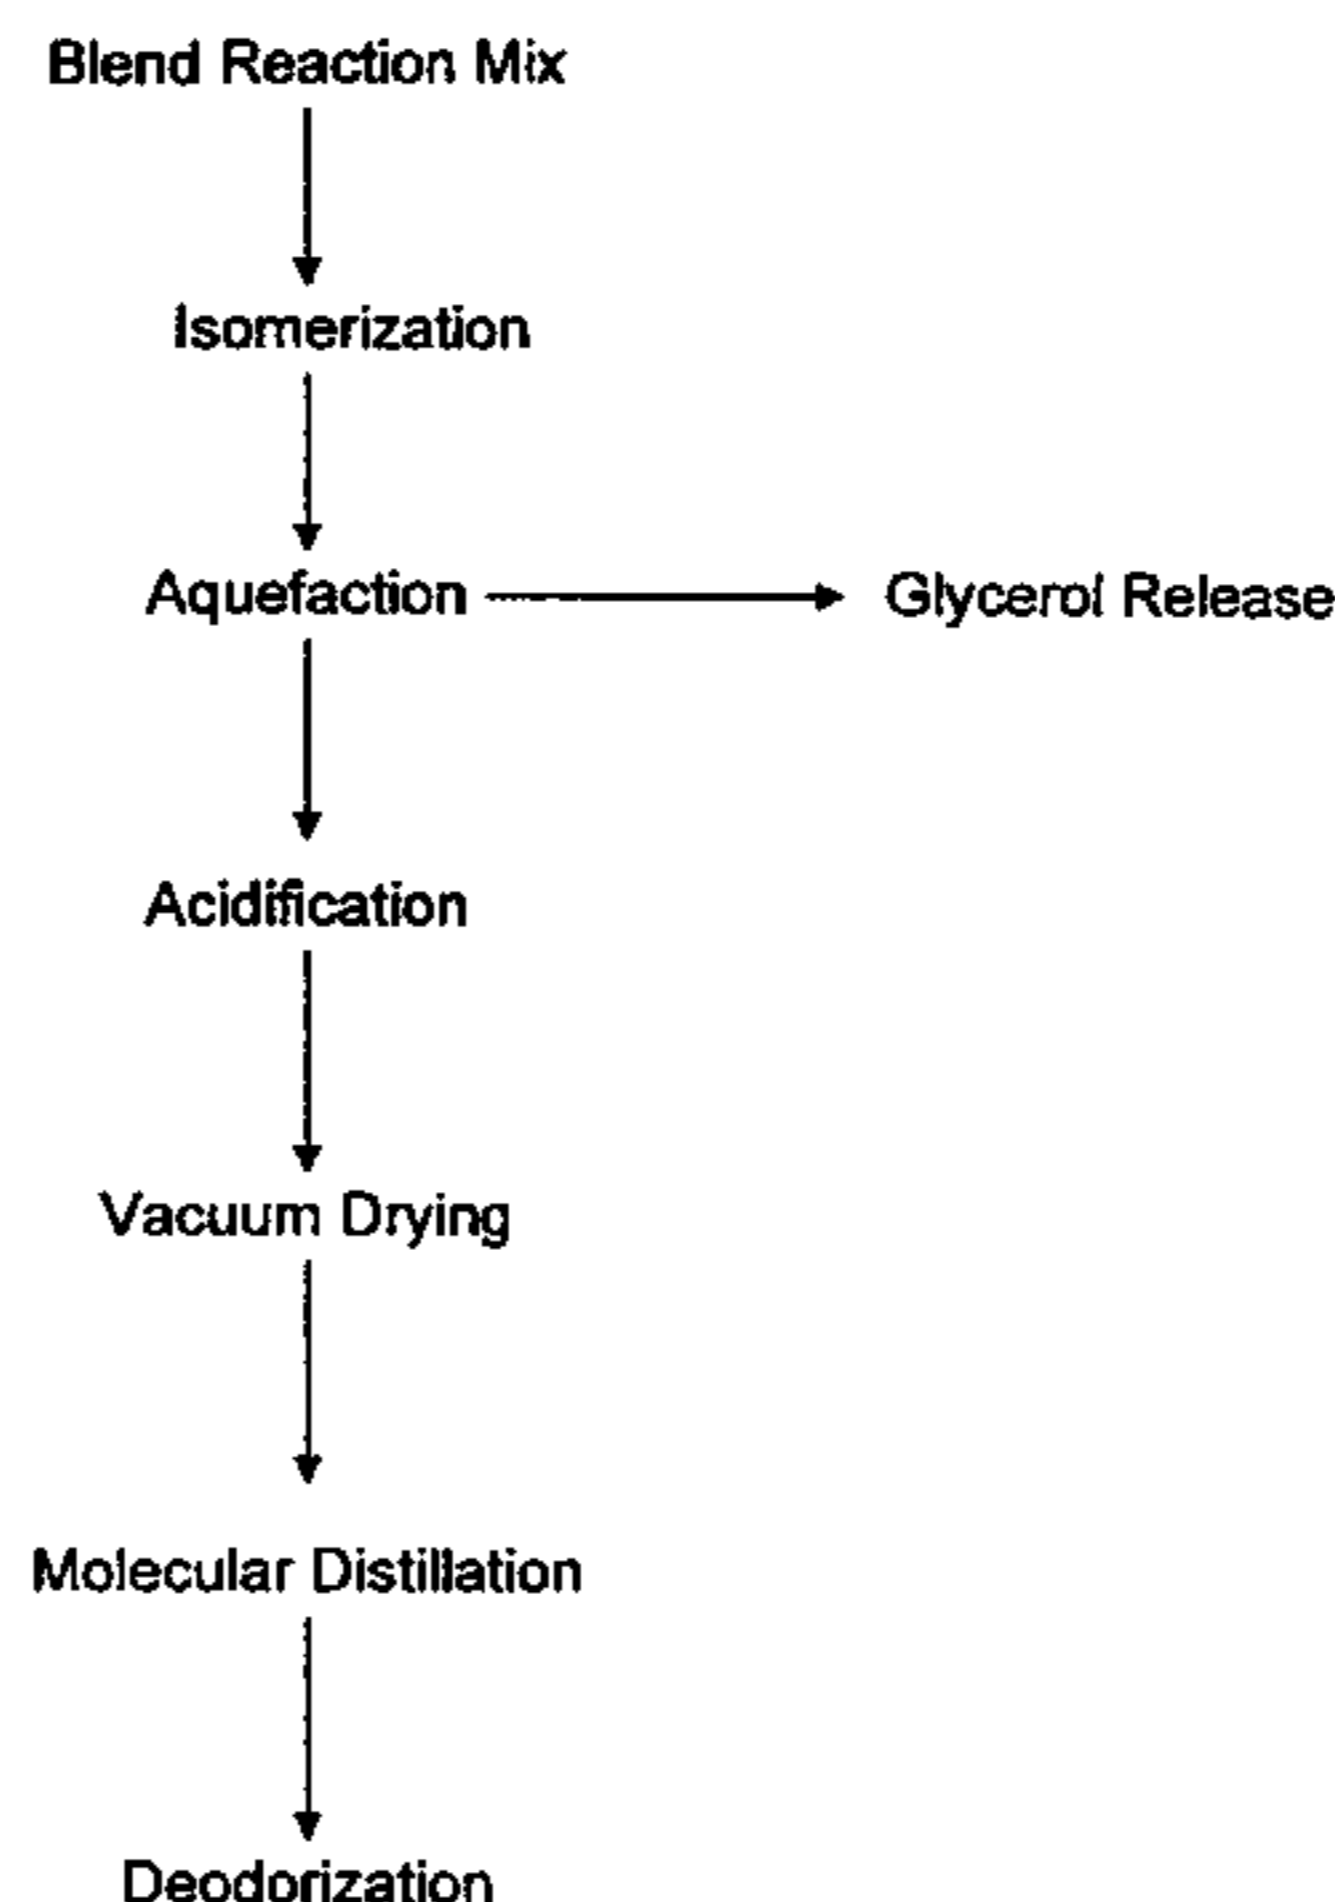 Blend Reaction Mix
Isomerization
Aquefaction
Glycerol Release
Acidification
Vacuum Drying
Molecular Distillation
Deodorization